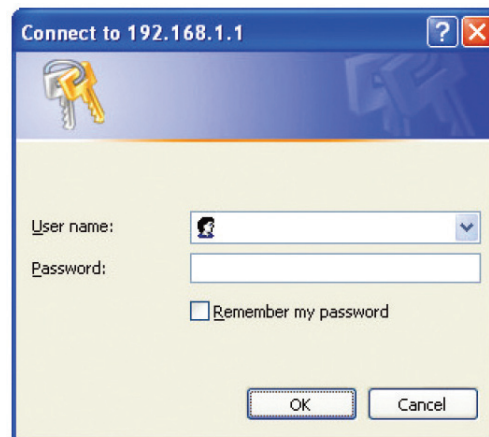 Connect to 192.168.1.1
?
User name:
Password:
Remember my password
OK
Cancel